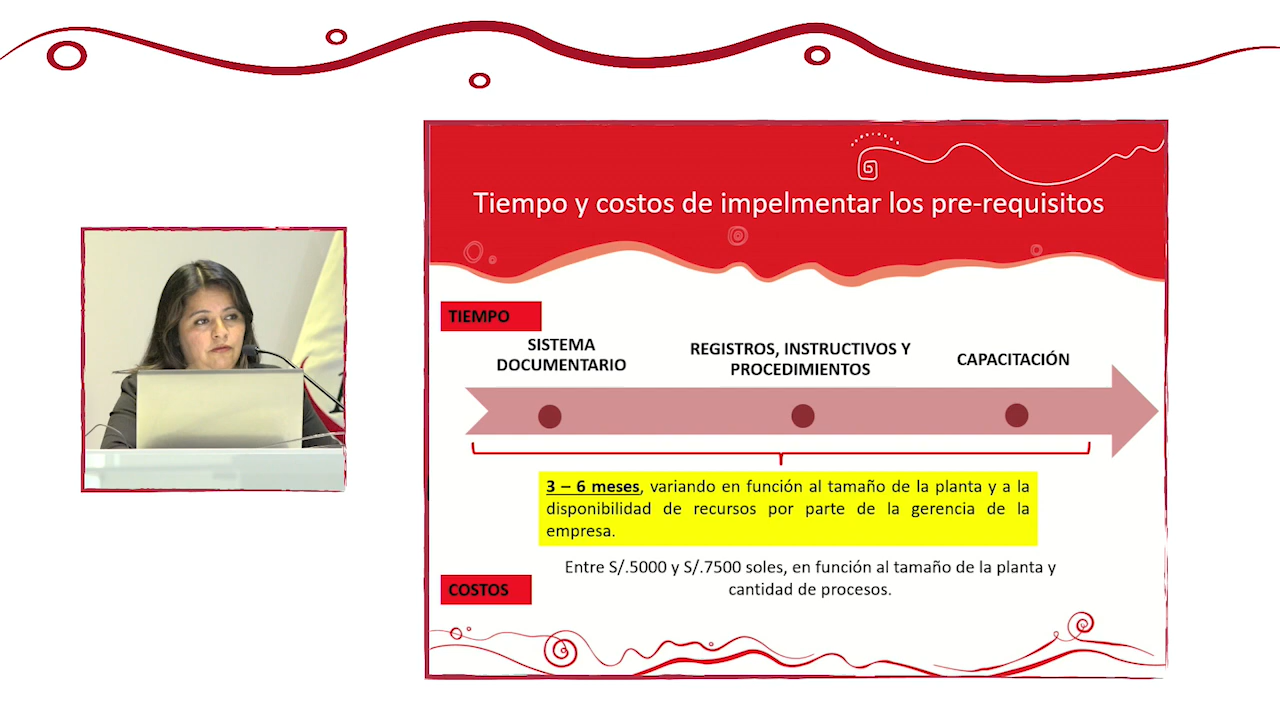 Tiempo y costos de impelmentar los pre-requisitos
TIEMPO
SISTEMA
DOCUMENTARIO
REGISTROS, INSTRUCTIVOS Y
PROCEDIMIENTOS
CAPACITACIÓN
3 – 6 meses, variando en función al tamaño de la planta y a la
disponibilidad de recursos por parte de la gerencia de la
empresa.
Entre S/.5000 y S/.7500 soles, en función al tamaño de la planta y
cantidad de procesos.
COSTOS